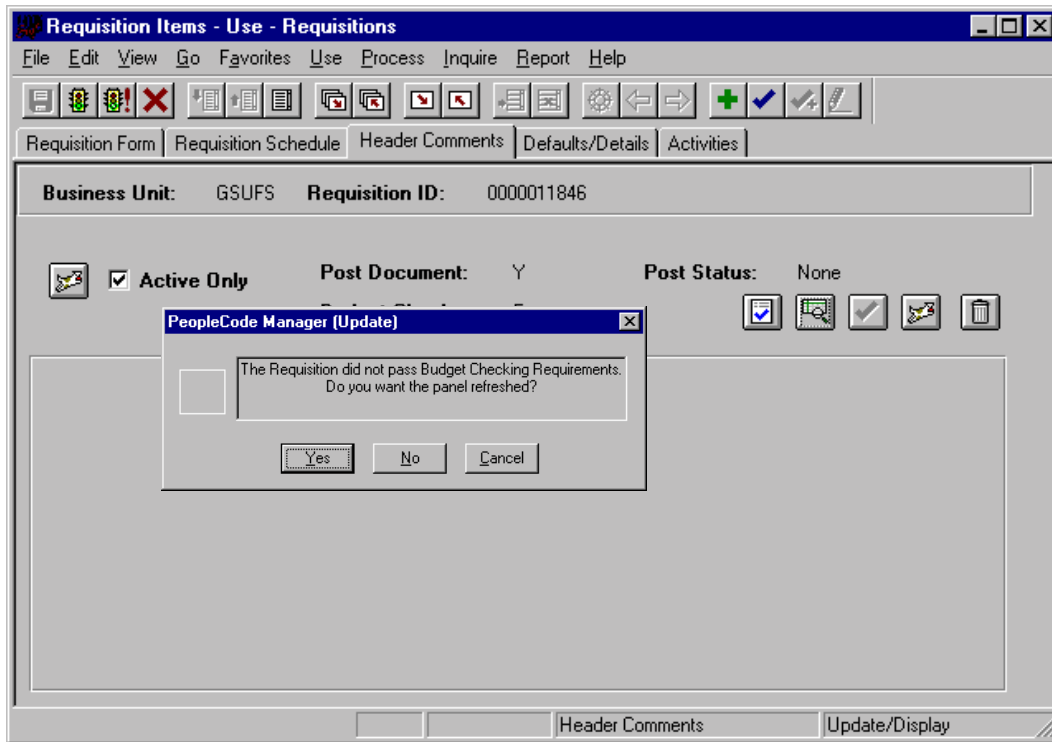 Requisition Items - Use - Requisitions
File Edit View Go Favorites Use Process Inquire Report Help
Requisition Form Requisition Schedule Header Comments Defaults/Details Activities
Business Unit: GSUFS Requisition ID: 0000011846
Active Only Post Document: Y Post Status: None
PeopleCode Manager (Update)
The Requisition did not pass Budget Checking Requirements.
Do you want the panel refreshed?
Yes No Cancel
Header Comments Update/Display